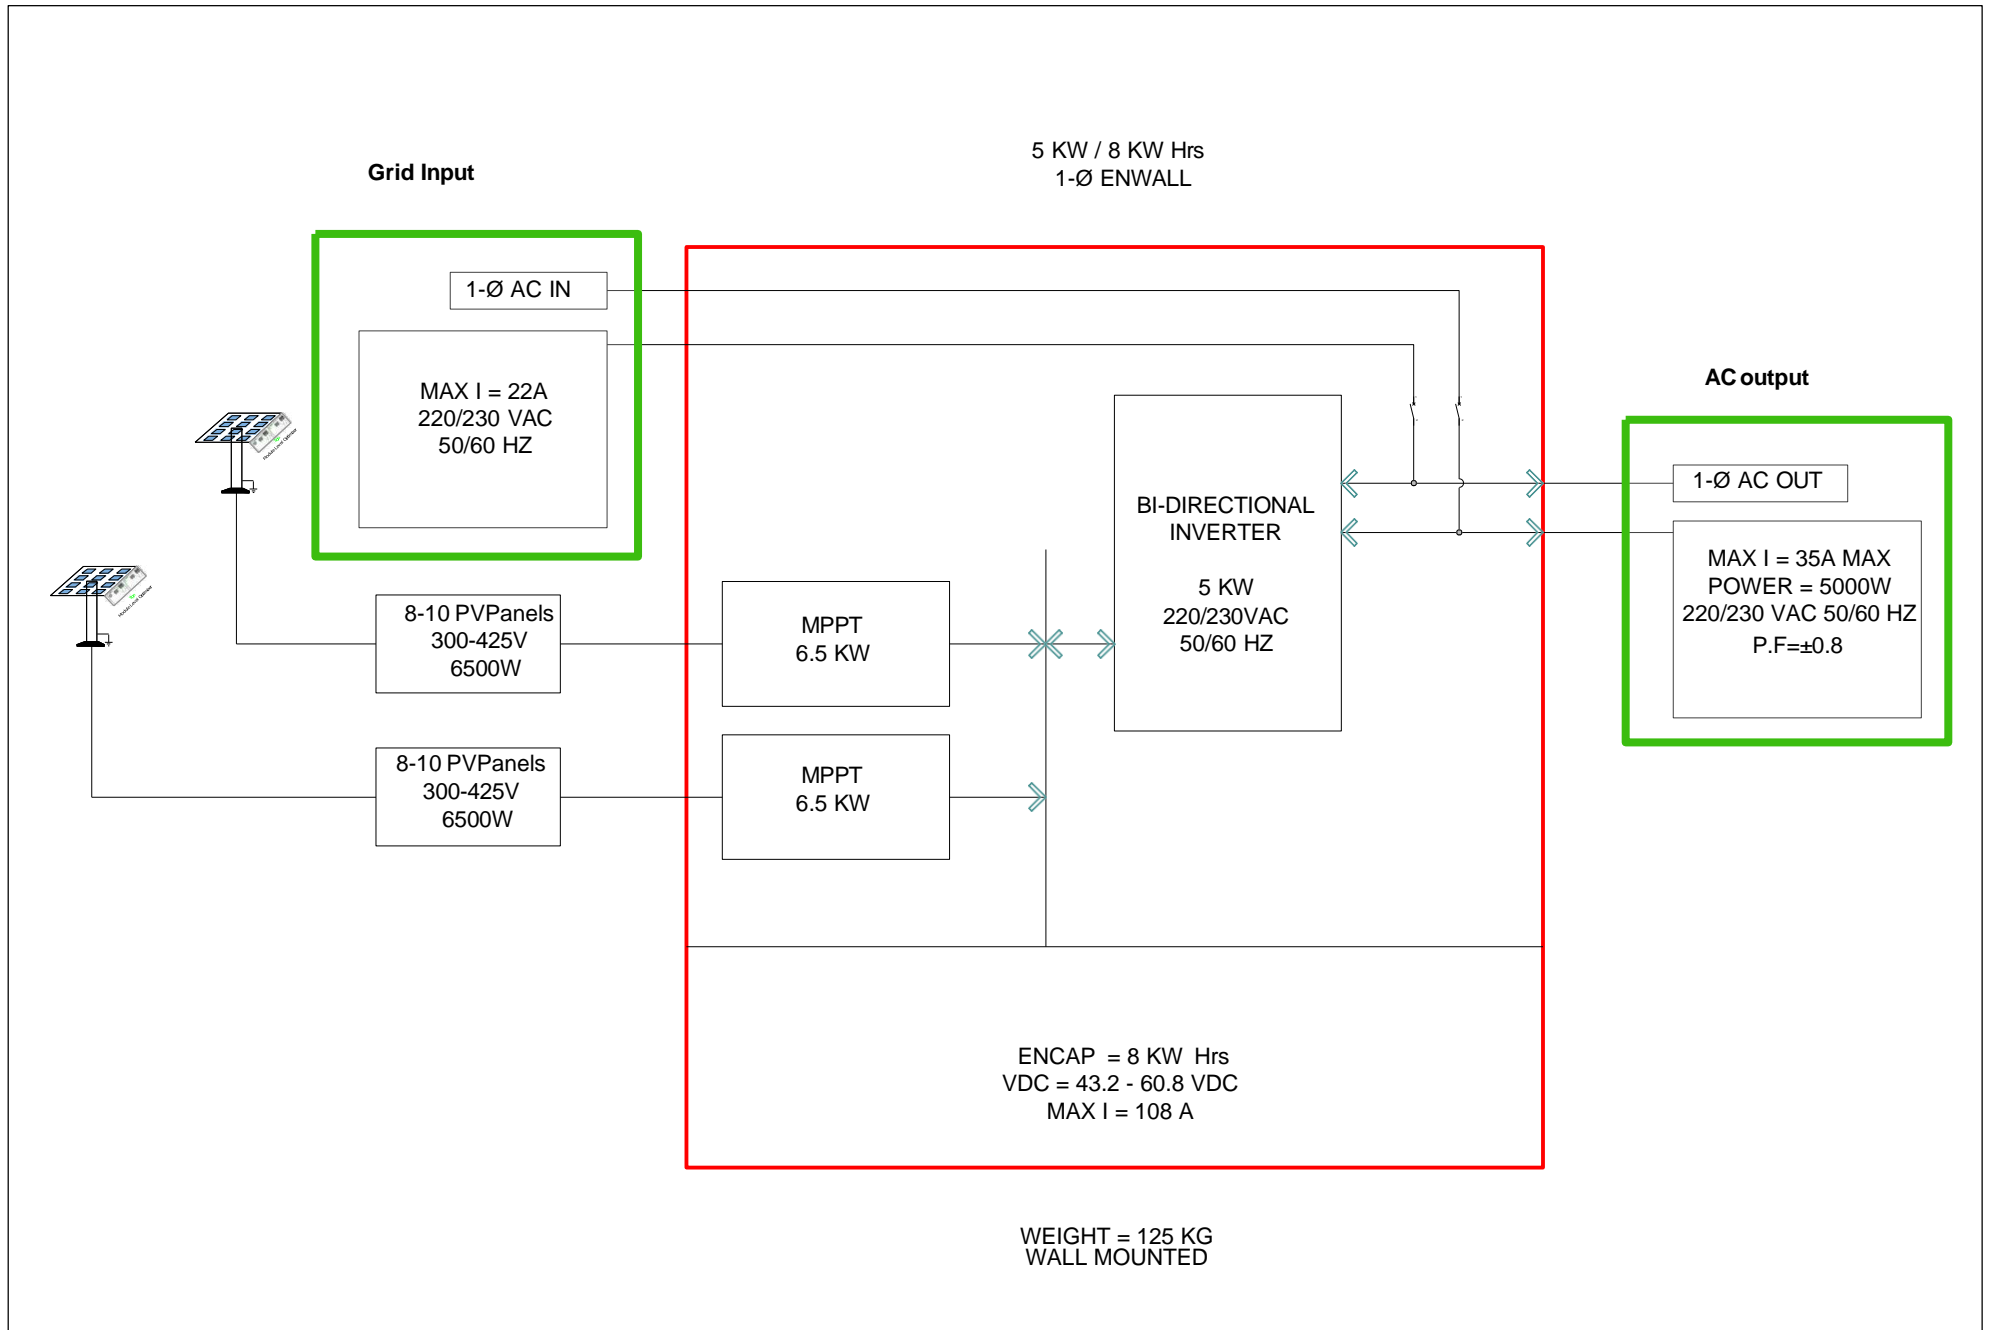 5 KW / 8 KW Hrs
1-Ø ENWALL
Grid Input
1-Ø AC IN
MAX I = 22A
220/230 VAC
50/60 HZ
AC output
1-Ø AC OUT
MAX I = 35A MAX
POWER = 5000W
220/230 VAC 50/60 HZ
P.F=±0.8
BI-DIRECTIONAL
INVERTER
5 KW
220/230VAC
50/60 HZ
8-10 PVPanels
300-425V
6500W
MPPT
6.5 KW
8-10 PVPanels
300-425V
6500W
MPPT
6.5 KW
ENCAP = 8 KW Hrs
VDC = 43.2 - 60.8 VDC
MAX I = 108 A
WEIGHT = 125 KG
WALL MOUNTED